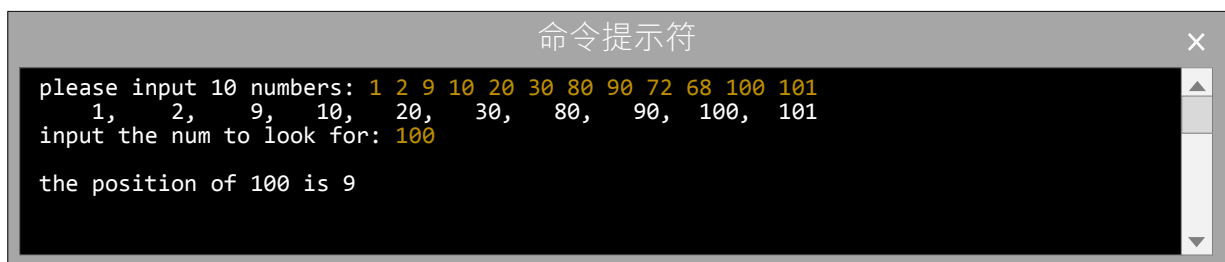 命令提示符
please input 10 numbers: 1 2 9 10 20 30 80 90 72 68 100 101
1, 2, 9, 10, 20, 30, 80, 90, 100, 101
input the num to look for: 100
the position of 100 is 9